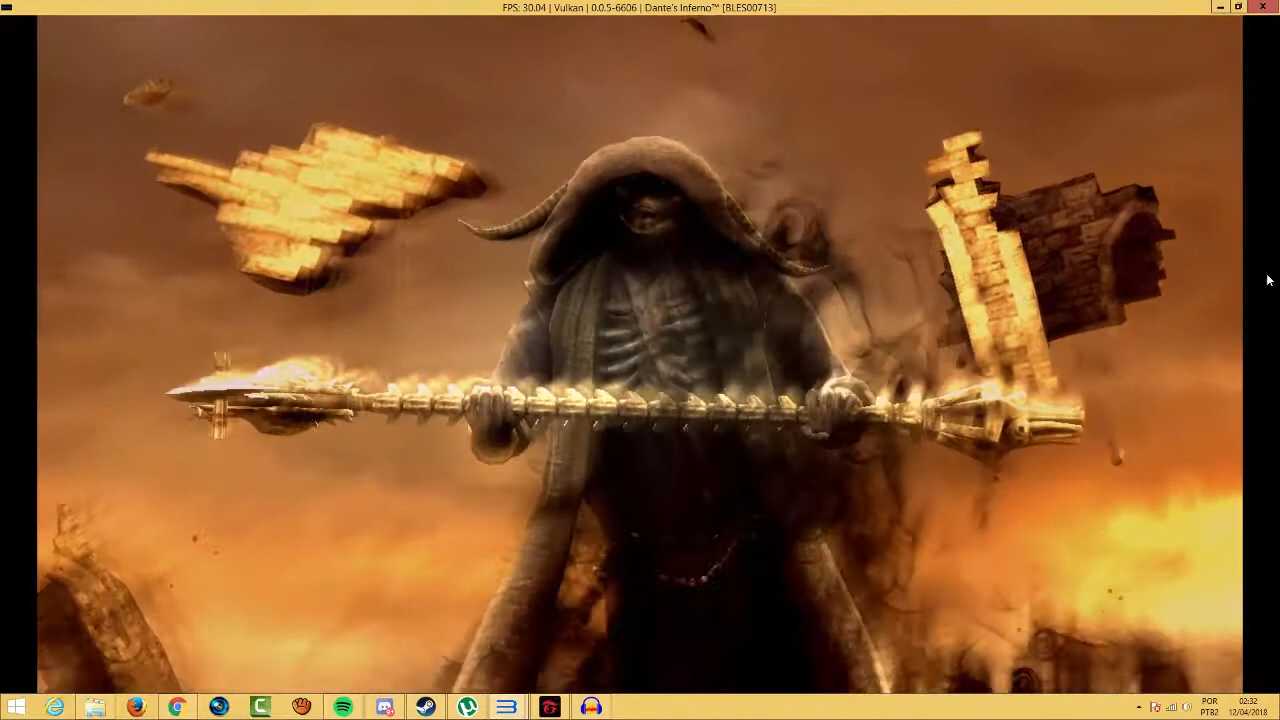 FPS: 30.04 | Vulkan | 0.0.5-6606 | Dante's Inferno™ [BLES00713]
POR
PTB2
02:32
12/04/2018